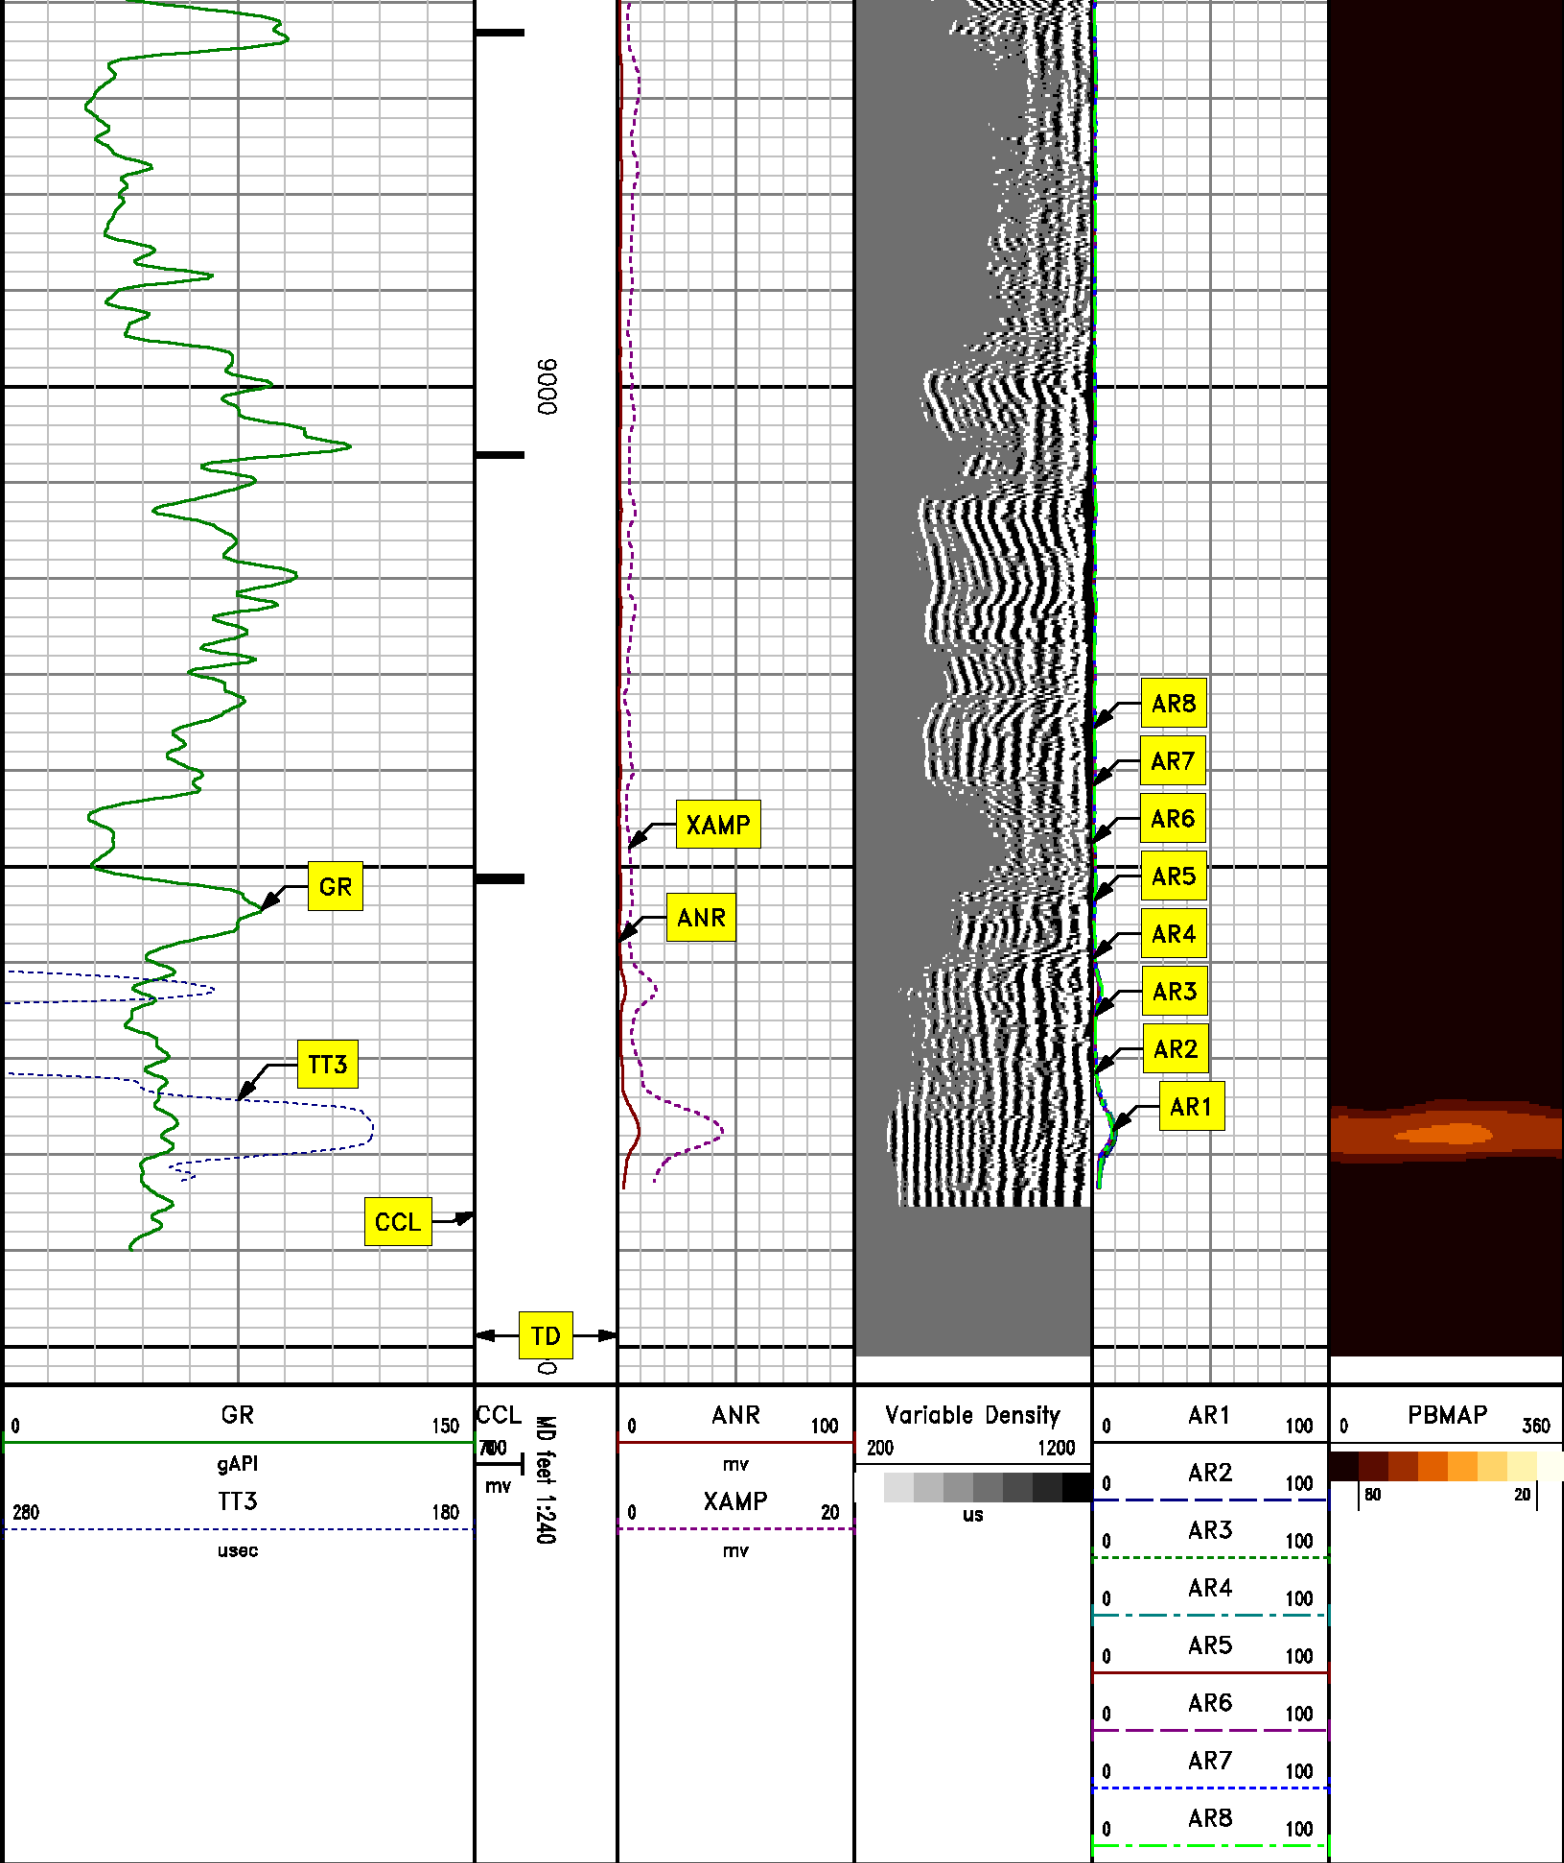 9000
AR8
AR7
XAMP
AR6
GR
AR5
ANR
AR4
AR3
TT3
AR2
AR1
CCL
TD
0
0 GR 150
gAPI
280 TT3 180
usec
CCL
mv
MD feet 1:240
0 ANR 100
mv
0 XAMP 20
mv
Variable Density
200 1200
us
0 AR1 100
0 AR2 100
0 AR3 100
0 AR4 100
0 AR5 100
0 AR6 100
0 AR7 100
0 AR8 100
0 PBMAP 360
80 20